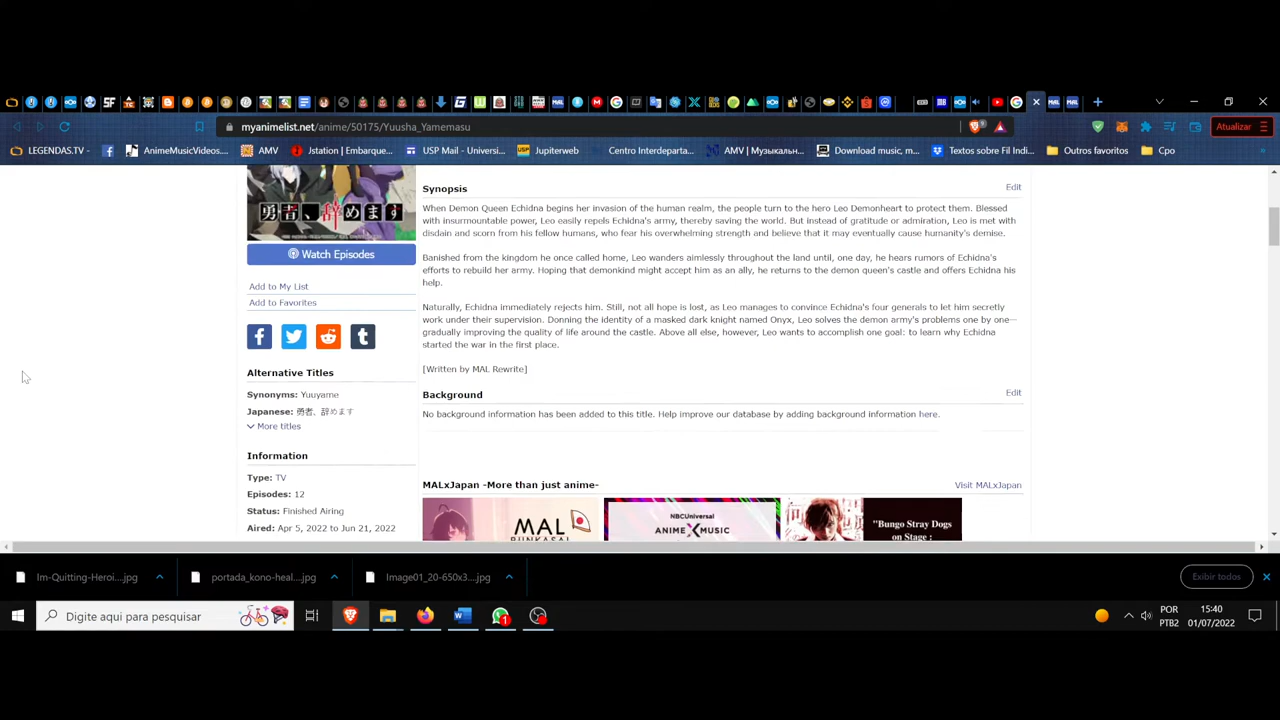 myanimelist.net/anime/50175/Yuusha_Yamemasu
9
Atualizar
LEGENDAS.TV -
AnimeMusicVideos...
AMV
Jstation | Embarque...
USP Mail - Universi...
Jupiterweb
Centro Interdeparta...
AMV | Музыкальн...
Download music, m...
Textos sobre Fil Indi...
Outros favoritos
Cpo
勇者、辞めます
Watch Episodes
Add to My List
Add to Favorites
Alternative Titles
Synonyms: Yuuyame
Japanese: 勇者、辞めます
More titles
Information
Type: TV
Episodes: 12
Status: Finished Airing
Aired: Apr 5, 2022 to Jun 21, 2022
Synopsis
Edit
When Demon Queen Echidna begins her invasion of the human realm, the people turn to the hero Leo Demonheart to protect them. Blessed
with insurmountable power, Leo easily repels Echidna's army, thereby saving the world. But instead of gratitude or admiration, Leo is met with
disdain and scorn from his fellow humans, who fear his overwhelming strength and believe that it may eventually cause humanity's demise.
Banished from the kingdom he once called home, Leo wanders aimlessly throughout the land until, one day, he hears rumors of Echidna's
efforts to rebuild her army. Hoping that demonkind might accept him as an ally, he returns to the demon queen's castle and offers Echidna his
help.
Naturally, Echidna immediately rejects him. Still, not all hope is lost, as Leo manages to convince Echidna's four generals to let him secretly
work under their supervision. Donning the identity of a masked dark knight named Onyx, Leo solves the demon army's problems one by one—
gradually improving the quality of life around the castle. Above all else, however, Leo wants to accomplish one goal: to learn why Echidna
started the war in the first place.
[Written by MAL Rewrite]
Background
Edit
No background information has been added to this title. Help improve our database by adding background information here.
MALxJapan -More than just anime-
Visit MALxJapan
MAL
NBCUniversal
ANIME X MUSIC
"Bungo Stray Dogs
on Stage :
Im-Quitting-Heroi....jpg
portada_kono-heal....jpg
Image01_20-650x3....jpg
Exibir todos
Digite aqui para pesquisar
1
POR
PTB2
15:40
01/07/2022